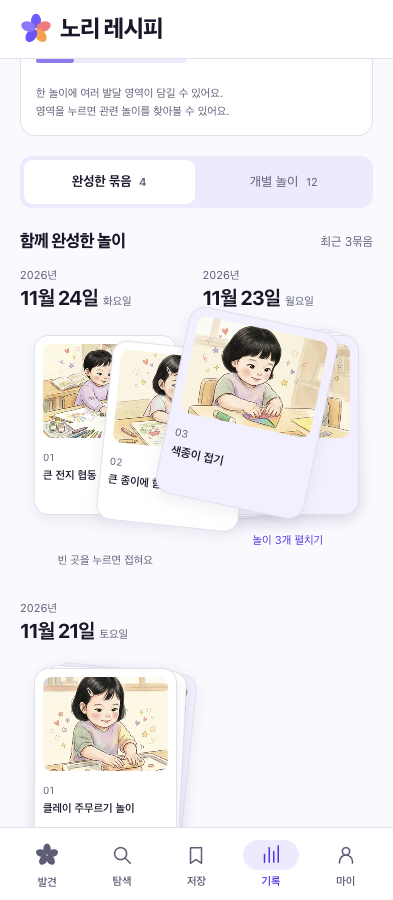 노리 레시피
한 놀이에 여러 발달 영역이 담길 수 있어요.
영역을 누르면 관련 놀이를 찾아볼 수 있어요.
완성한 묶음 4
개별 놀이 12
함께 완성한 놀이
최근 3묶음
2026년
11월 24일 화요일
2026년
11월 23일 월요일
01
큰 전지 협동
02
큰 종이에 함
03
색종이 접기
놀이 3개 펼치기
빈 곳을 누르면 접혀요
2026년
11월 21일 토요일
01
클레이 주무르기 놀이
발견
탐색
저장
기록
마이